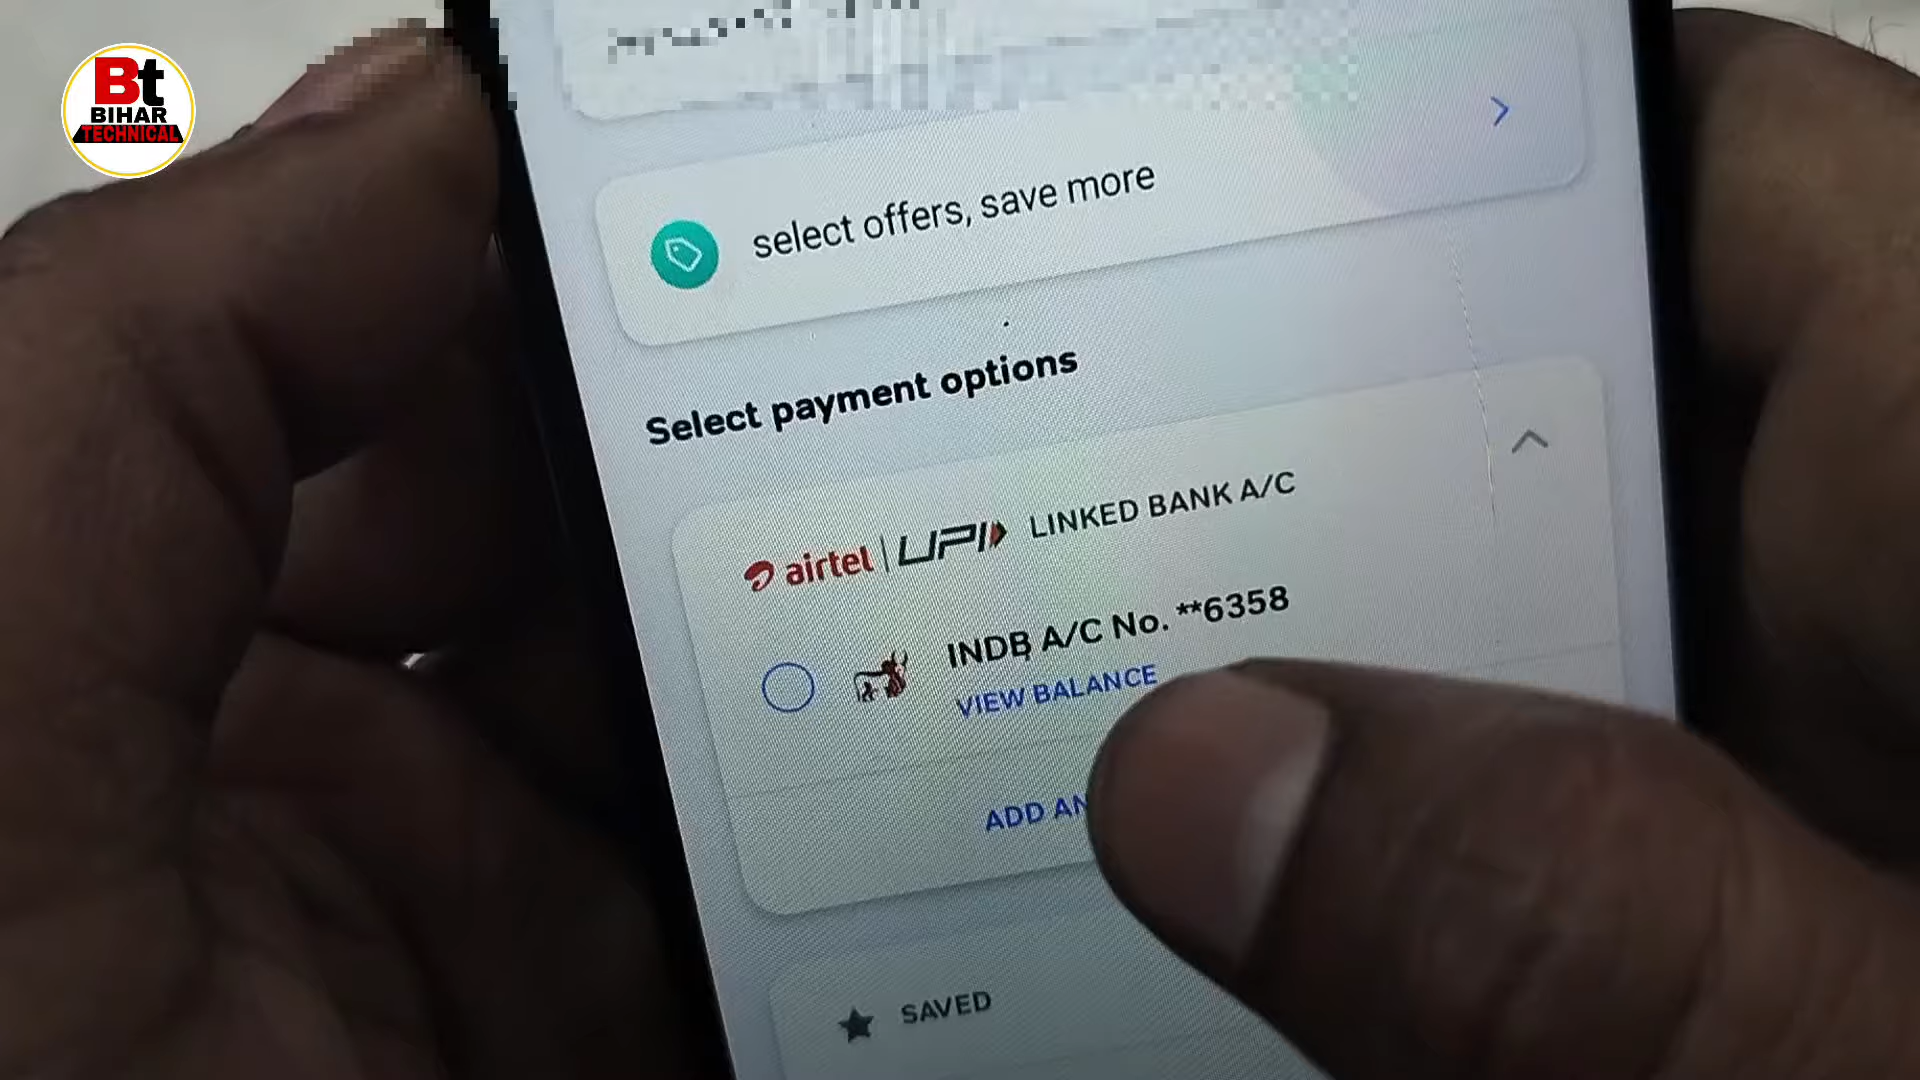 Bt
BIHAR
TECHNICAL
select offers, save more
Select payment options
airtel | UPI LINKED BANK A/C
INDB A/C No. **6358
VIEW BALANCE
ADD
SAVED